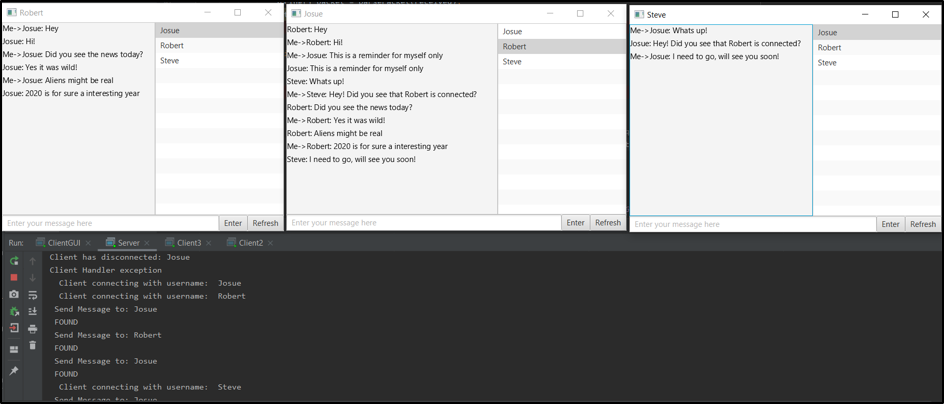 Robert
Me->Josue: Hey
Josue: Hi!
Me->Josue: Did you see the news today?
Josue: Yes it was wild!
Me->Josue: Aliens might be real
Josue: 2020 is for sure a interesting year
Josue
Robert
Steve
Enter your message here
Enter
Refresh
Josue
Robert: Hey
Me->Robert: Hi!
Me->Josue: This is a reminder for myself only
Josue: This is a reminder for myself only
Steve: Whats up!
Me->Steve: Hey! Did you see that Robert is connected?
Robert: Did you see the news today?
Me->Robert: Yes it was wild!
Robert: Aliens might be real
Me->Robert: 2020 is for sure a interesting year
Steve: I need to go, will see you soon!
Josue
Robert
Steve
Enter your message here
Enter
Refresh
Steve
Me->Josue: Whats up!
Josue: Hey! Did you see that Robert is connected?
Me->Josue: I need to go, will see you soon!
Josue
Robert
Steve
Enter your message here
Enter
Refresh
Run: ClientGUI Server Client3 Client2
Client has disconnected: Josue
Client Handler exception
Client connecting with username: Josue
Client connecting with username: Robert
Send Message to: Josue
FOUND
Send Message to: Robert
FOUND
Send Message to: Josue
FOUND
Client connecting with username: Steve
Send Message to: Josue